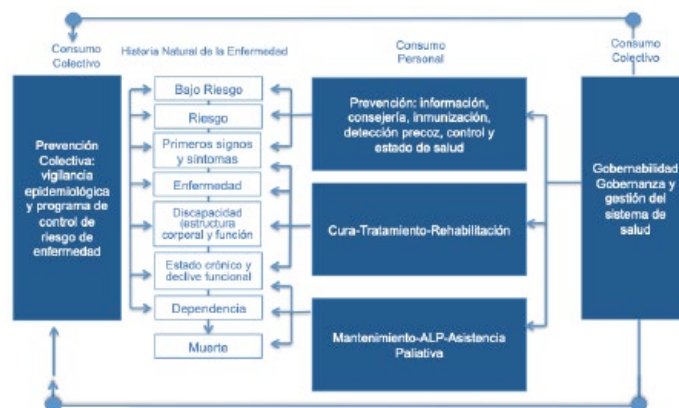 Consumo
Colectivo
Historia Natural de la Enfermedad
Consumo
Personal
Consumo
Colectivo
Prevención
Colectiva:
vigilancia
epidemiológica
y programa de
control de
riesgo de
enfermedad
Bajo Riesgo
Riesgo
Primeros signos
y síntomas
Enfermedad
Discapacidad
(estructura
corporal y función
Estado crónico y
declive funcional
Dependencia
Muerte
Prevención: información,
consejería, inmunización,
detección precoz, control y
estado de salud
Cura-Tratamiento-Rehabilitación
Mantenimiento-ALP-Asistencia
Paliativa
Gobernabilidad
Gobernanza y
gestión del
sistema de
salud